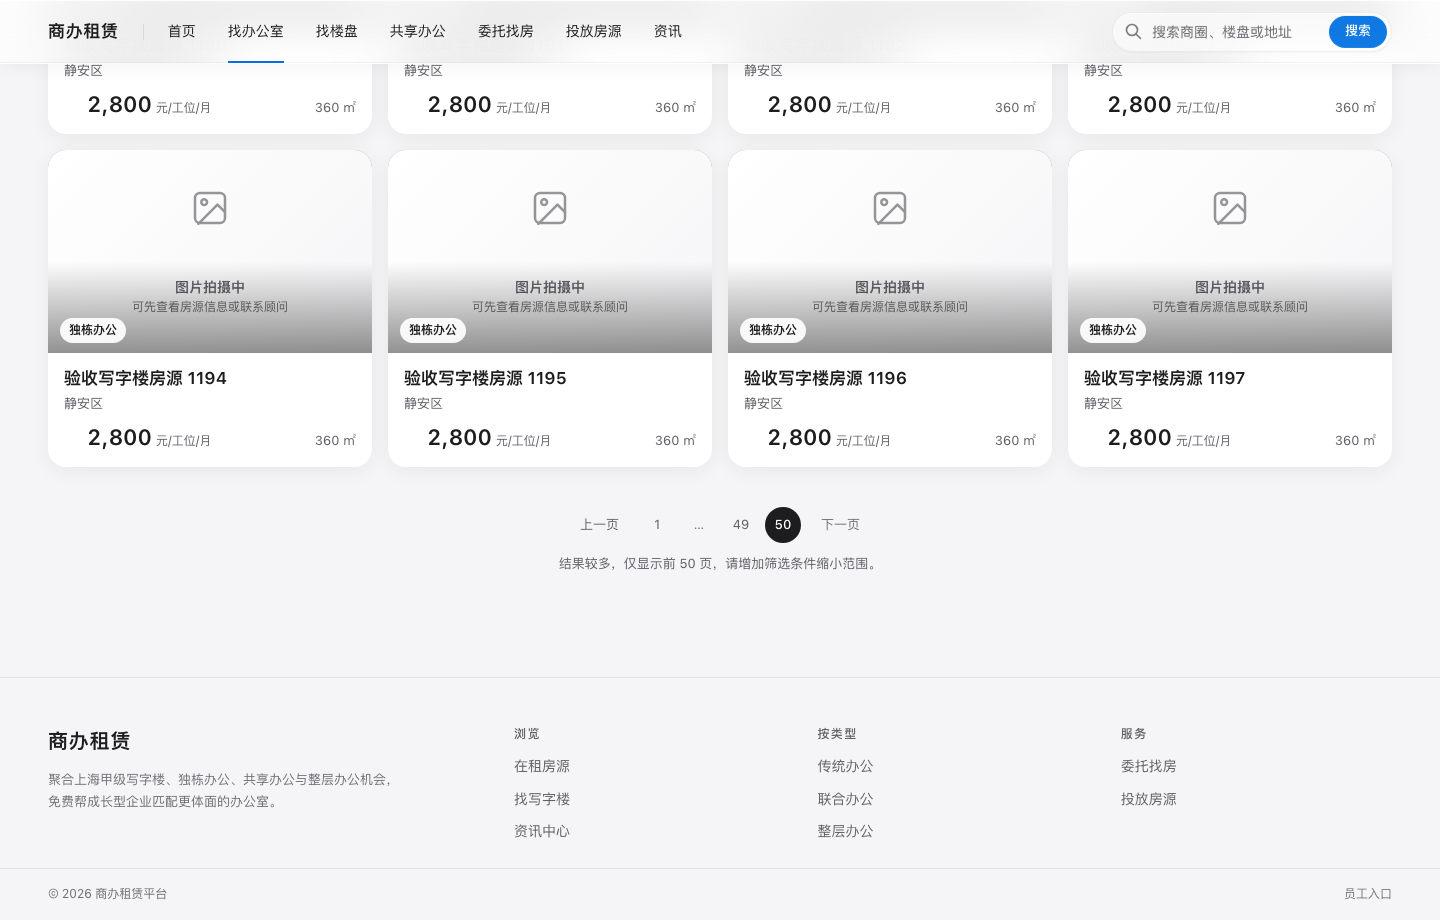 商办租赁 首页 找办公室 找楼盘 共享办公 委托找房 投放房源 资讯 搜索商圈、楼盘或地址 搜索
静安区 静安区 静安区 静安区
2,800 元/工位/月 360 ㎡ 2,800 元/工位/月 360 ㎡ 2,800 元/工位/月 360 ㎡ 2,800 元/工位/月 360 ㎡
图片拍摄中 图片拍摄中 图片拍摄中 图片拍摄中
可先查看房源信息或联系顾问 可先查看房源信息或联系顾问 可先查看房源信息或联系顾问 可先查看房源信息或联系顾问
独栋办公 独栋办公 独栋办公 独栋办公
验收写字楼房源 1194 验收写字楼房源 1195 验收写字楼房源 1196 验收写字楼房源 1197
静安区 静安区 静安区 静安区
2,800 元/工位/月 360 ㎡ 2,800 元/工位/月 360 ㎡ 2,800 元/工位/月 360 ㎡ 2,800 元/工位/月 360 ㎡
上一页 1 … 49 50 下一页
结果较多，仅显示前 50 页，请增加筛选条件缩小范围。
商办租赁
聚合上海甲级写字楼、独栋办公、共享办公与整层办公机会，
免费帮成长型企业匹配更体面的办公室。
浏览
在租房源
找写字楼
资讯中心
按类型
传统办公
联合办公
整层办公
服务
委托找房
投放房源
© 2026 商办租赁平台 员工入口